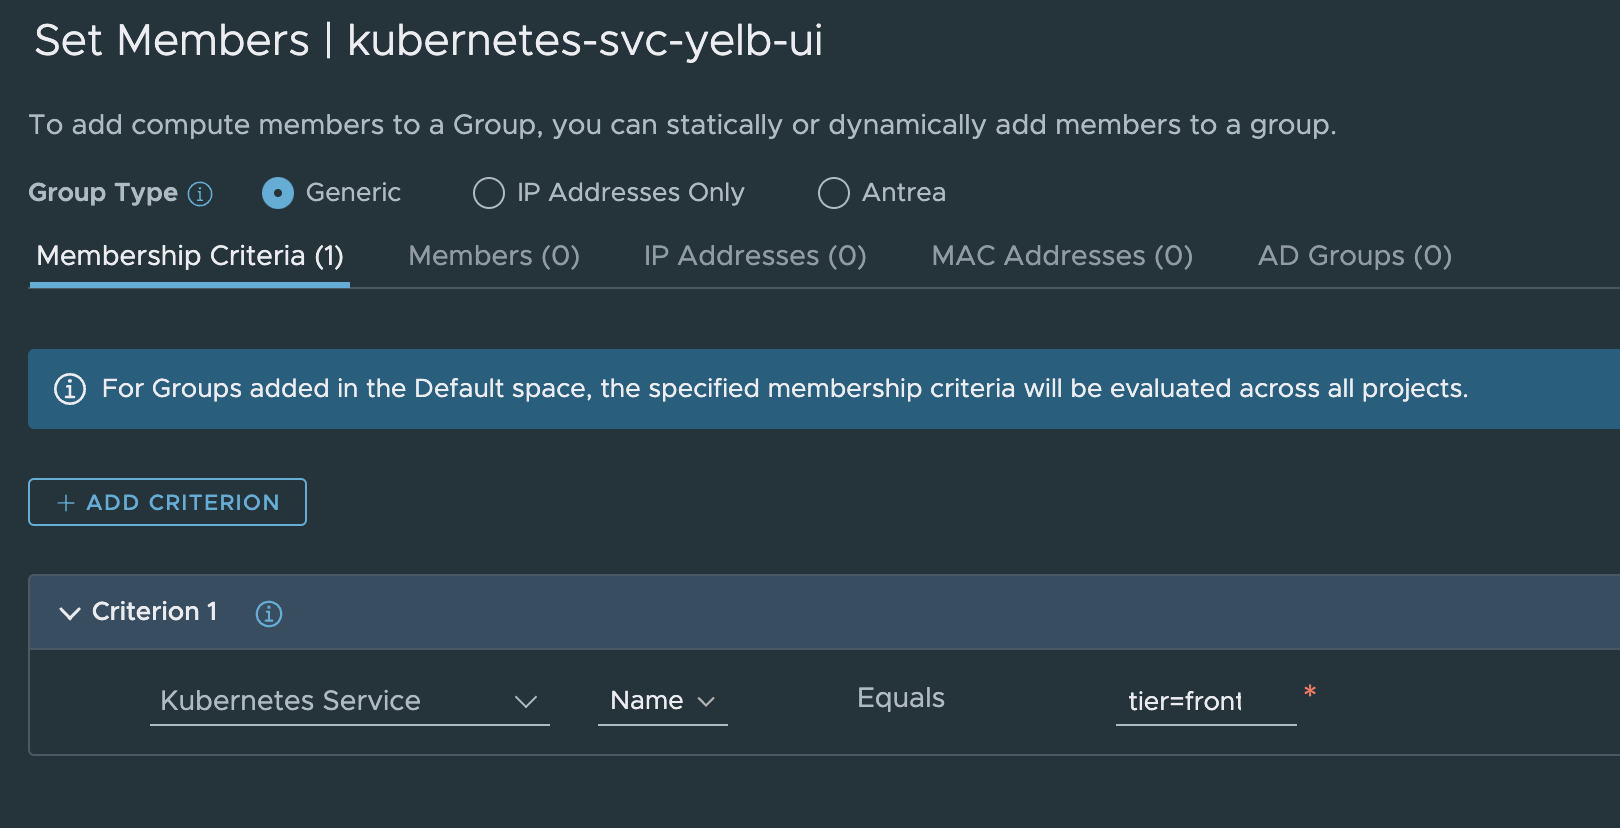 Set Members | kubernetes-svc-yelb-ui
To add compute members to a Group, you can statically or dynamically add members to a group.
Group Type Generic IP Addresses Only Antrea
Membership Criteria (1) Members (0) IP Addresses (0) MAC Addresses (0) AD Groups (0)
For Groups added in the Default space, the specified membership criteria will be evaluated across all projects.
+ ADD CRITERION
Criterion 1
Kubernetes Service Name Equals tier=front *